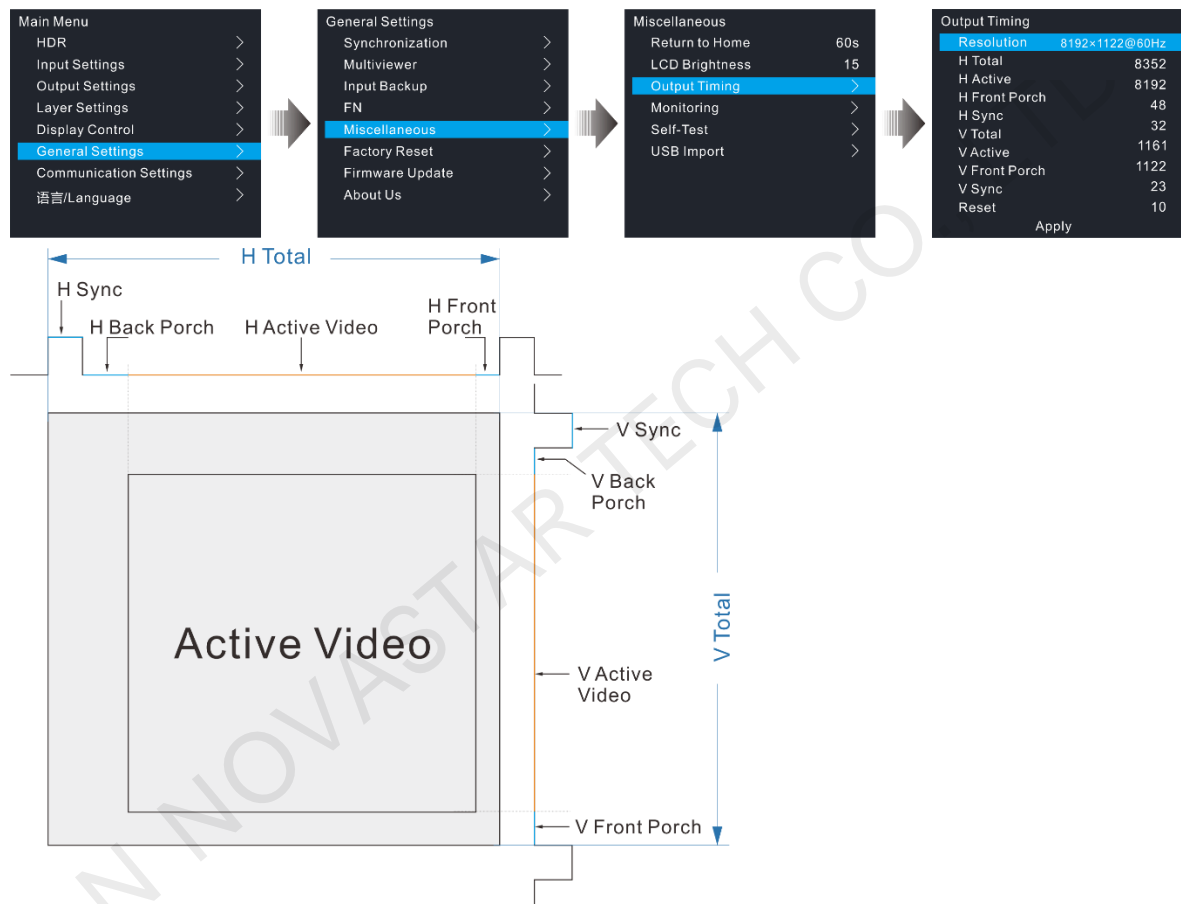 Main Menu
HDR >
Input Settings >
Output Settings >
Layer Settings >
Display Control >
General Settings >
Communication Settings >
语言/Language >
General Settings
Synchronization >
Multiviewer >
Input Backup >
FN >
Miscellaneous >
Factory Reset >
Firmware Update >
About Us >
Miscellaneous
Return to Home 60s
LCD Brightness 15
Output Timing >
Monitoring >
Self-Test >
USB Import >
Output Timing
Resolution 8192×1122@60Hz
H Total 8352
H Active 8192
H Front Porch 48
H Sync 32
V Total 1161
V Active 1122
V Front Porch 23
V Sync 10
Reset
Apply
H Total
H Sync
H Back Porch
H Active Video
H Front
Porch
V Sync
V Back
Porch
V Total
Active Video
V Active
Video
V Front Porch
N NOVASTAR TECH CO.,LTD.